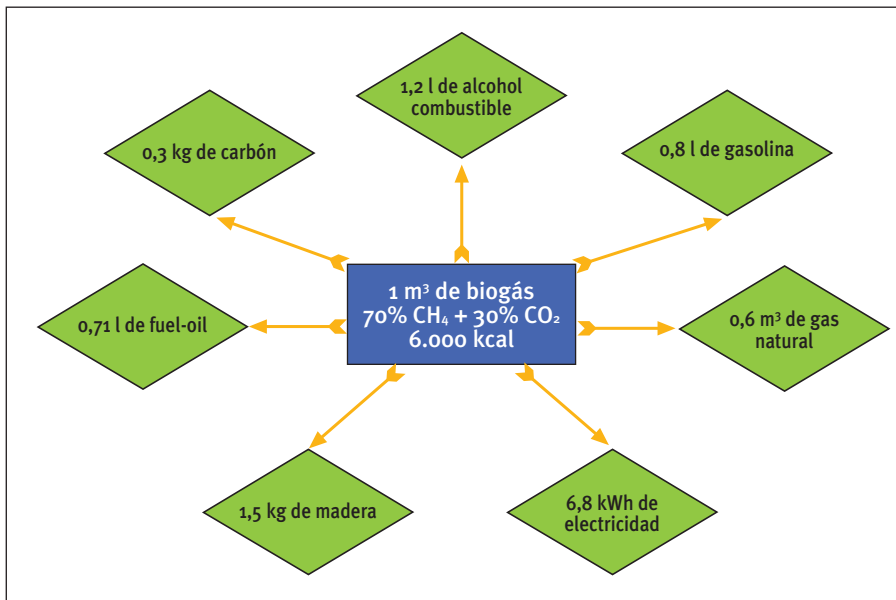 1,2 l de alcohol
combustible
0,3 kg de carbón
0,8 l de gasolina
1 m³ de biogás
70% CH₄ + 30% CO₂
6.000 kcal
0,71 l de fuel-oil
0,6 m³ de gas
natural
1,5 kg de madera
6,8 kWh de
electricidad